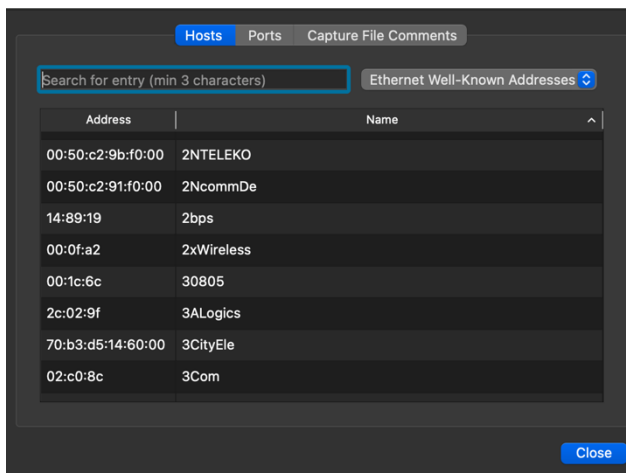 Hosts Ports Capture File Comments
Search for entry (min 3 characters) Ethernet Well-Known Addresses
Address Name
00:50:c2:9b:f0:00 2NTELEKO
00:50:c2:91:f0:00 2NcommDe
14:89:19 2bps
00:0f:a2 2xWireless
00:1c:6c 30805
2c:02:9f 3ALogics
70:b3:d5:14:60:00 3CityEle
02:c0:8c 3Com
Close